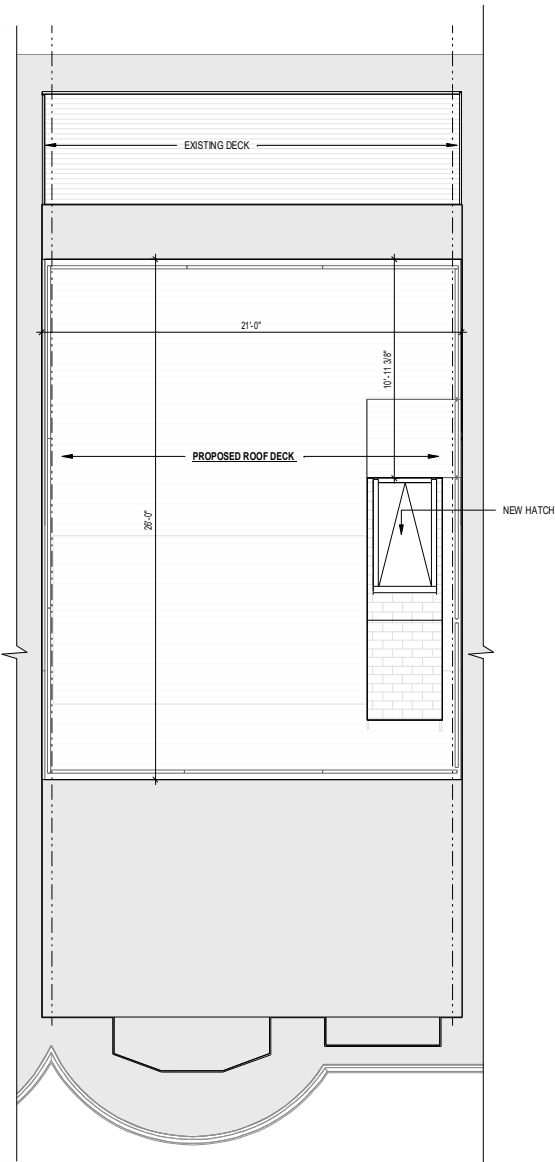 EXISTING DECK
21'-0"
10'-11 3/8"
PROPOSED ROOF DECK
26'-0"
NEW HATCH